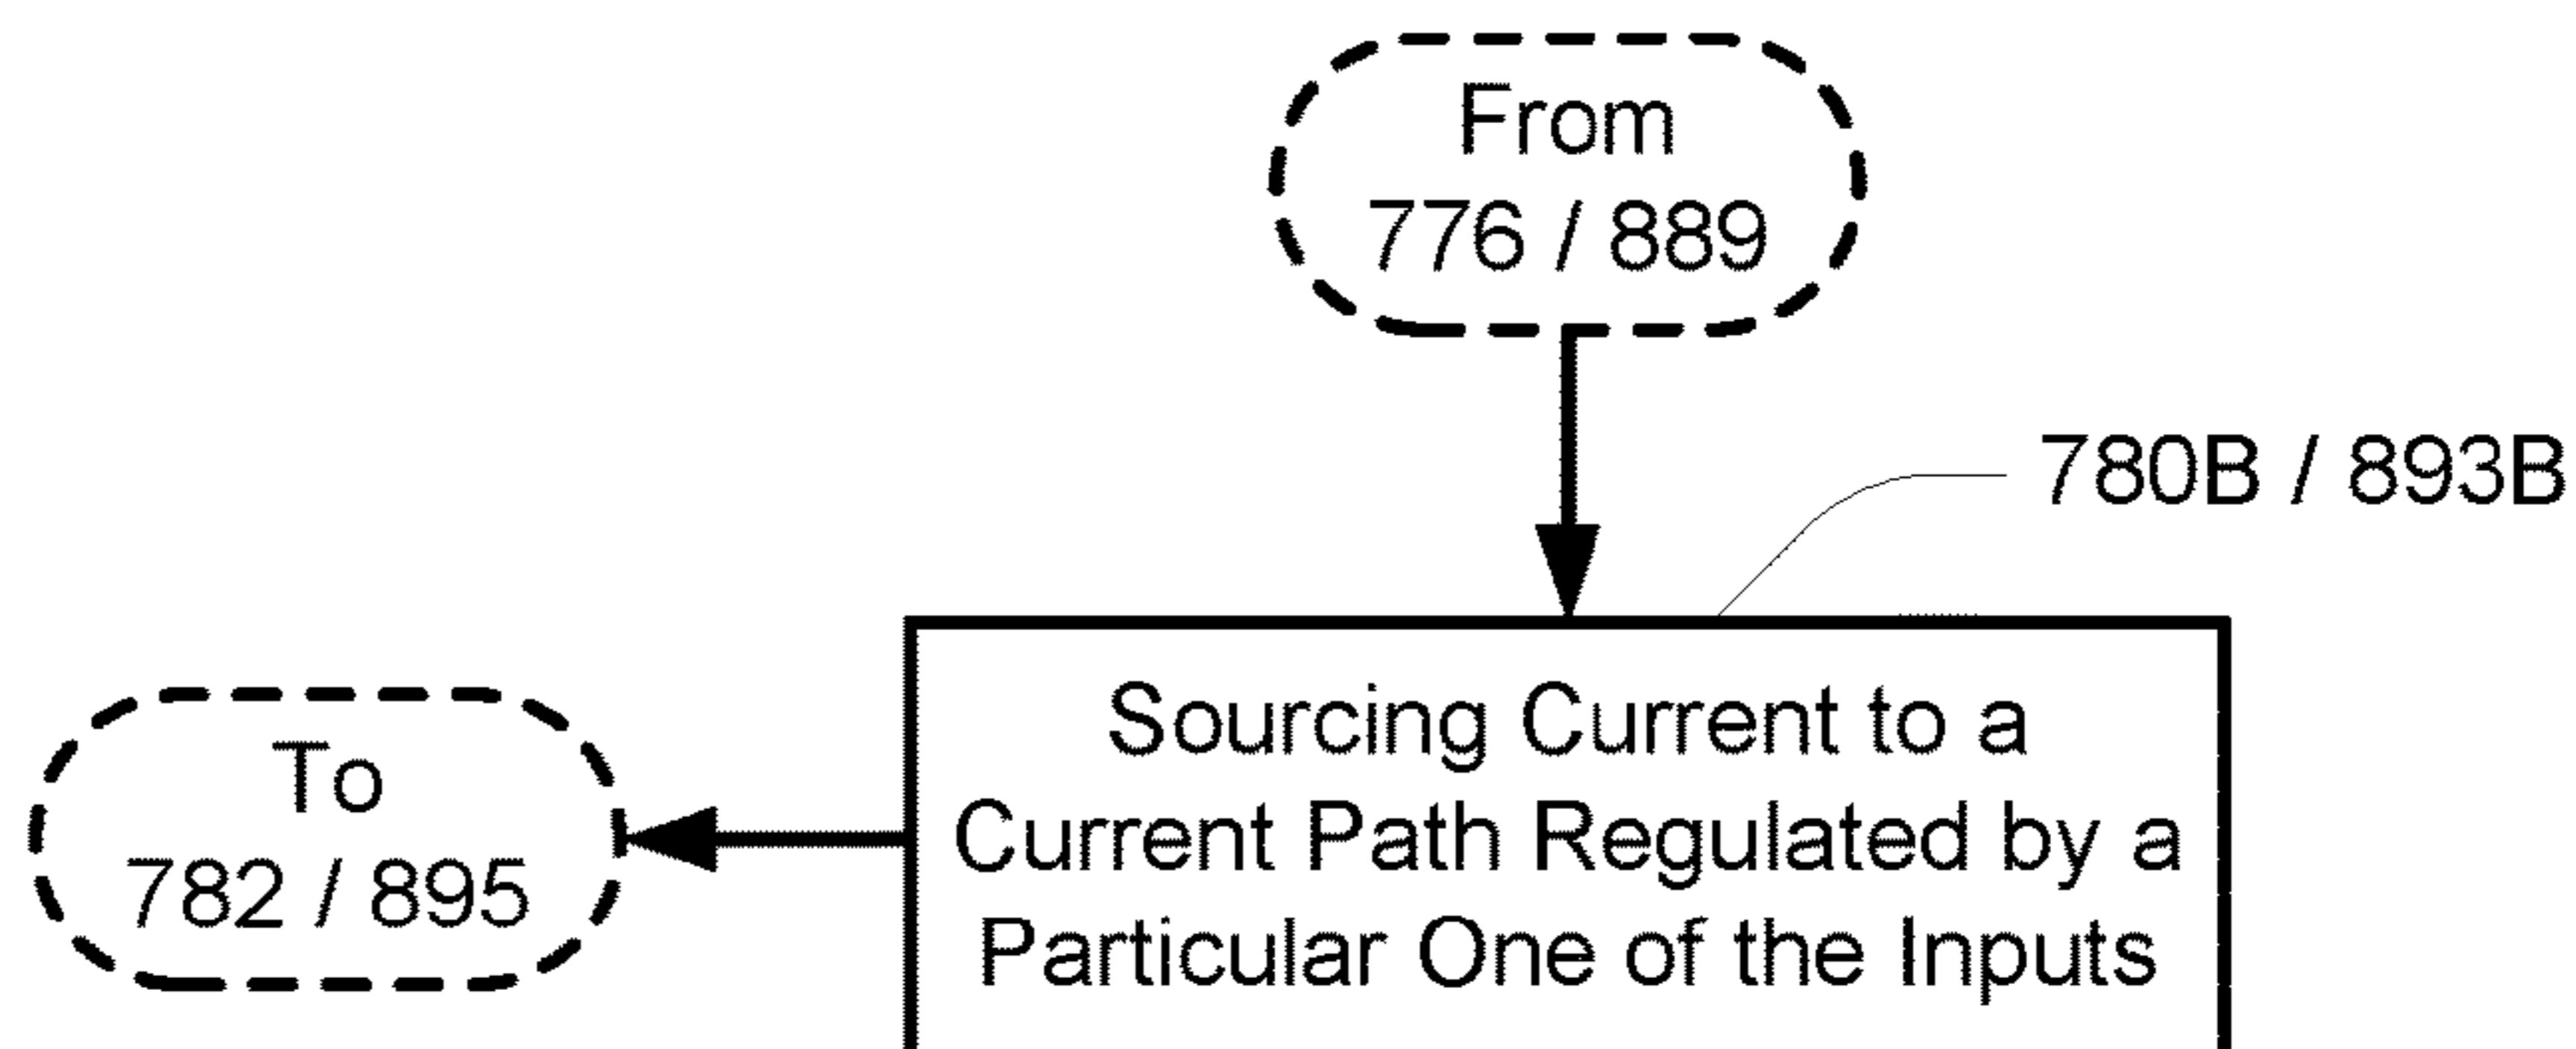 From
776 / 889
780B / 893B
Sourcing Current to a
Current Path Regulated by a
Particular One of the Inputs
To
782 / 895